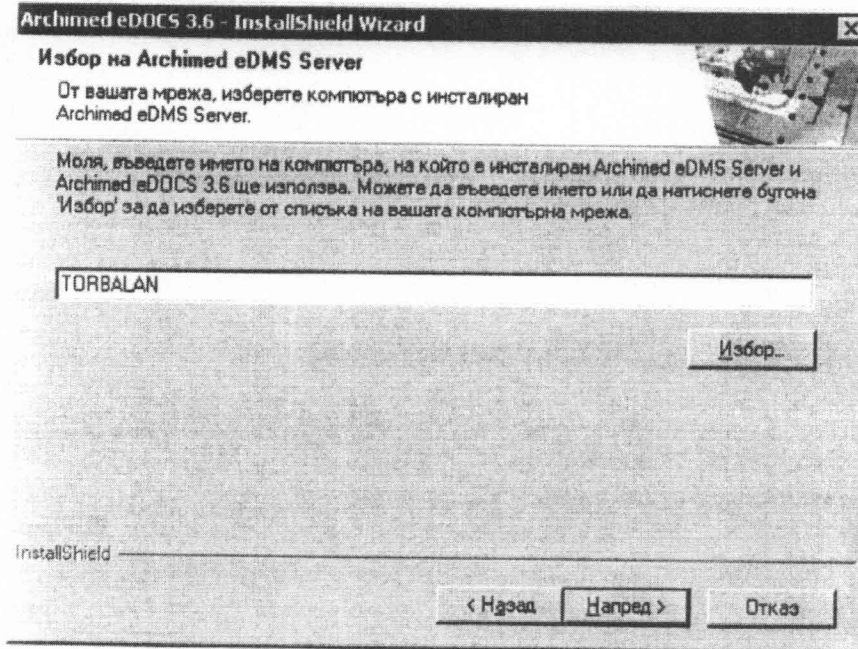 Archimed eDOCS 3.6 - InstallShield Wizard
Избор на Archimed eDMS Server
От вашата мрежа, изберете компютъра с инсталиран
Archimed eDMS Server.
Моля, въведете името на компютъра, на който е инсталиран Archimed eDMS Server и
Archimed eDOCS 3.6 ще използва. Можете да въведете името или да натиснете бутона
'Избор' за да изберете от списъка на вашата компютърна мрежа.
TORBALAN
Избор...
InstallShield
< Назад
Напред >
Отказ